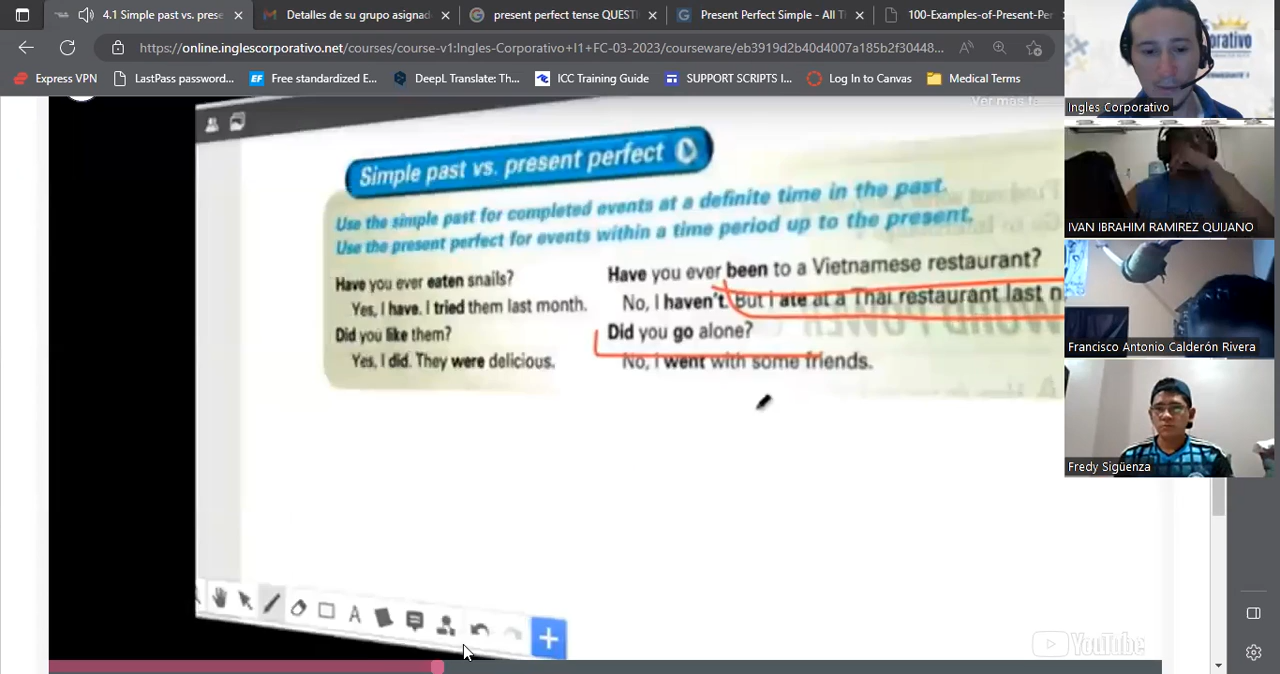 4.1 Simple past vs. prese
Detalles de su grupo asignad
present perfect tense QUEST
Present Perfect Simple - All T
100-Examples-of-Present-Per
https://online.inglescorporativo.net/courses/course-v1:Ingles-Corporativo+I1+FC-03-2023/courseware/eb3919d2b40d4007a185b2f30448...
Express VPN
LastPass password...
Free standardized E...
DeepL Translate: Th...
ICC Training Guide
SUPPORT SCRIPTS I...
Log In to Canvas
Medical Terms
Simple past vs. present perfect
Use the simple past for completed events at a definite time in the past.
Use the present perfect for events within a time period up to the present.
Have you ever eaten snails?
Yes, I have. I tried them last month.
Did you like them?
Yes, I did. They were delicious.
Have you ever been to a Vietnamese restaurant?
No, I haven't. But I ate at a Thai restaurant last n
Did you go alone?
No, I went with some friends.
Ingles Corporativo
IVAN IBRAHIM RAMIREZ QUIJANO
Francisco Antonio Calderón Rivera
Fredy Sigüenza
YouTube